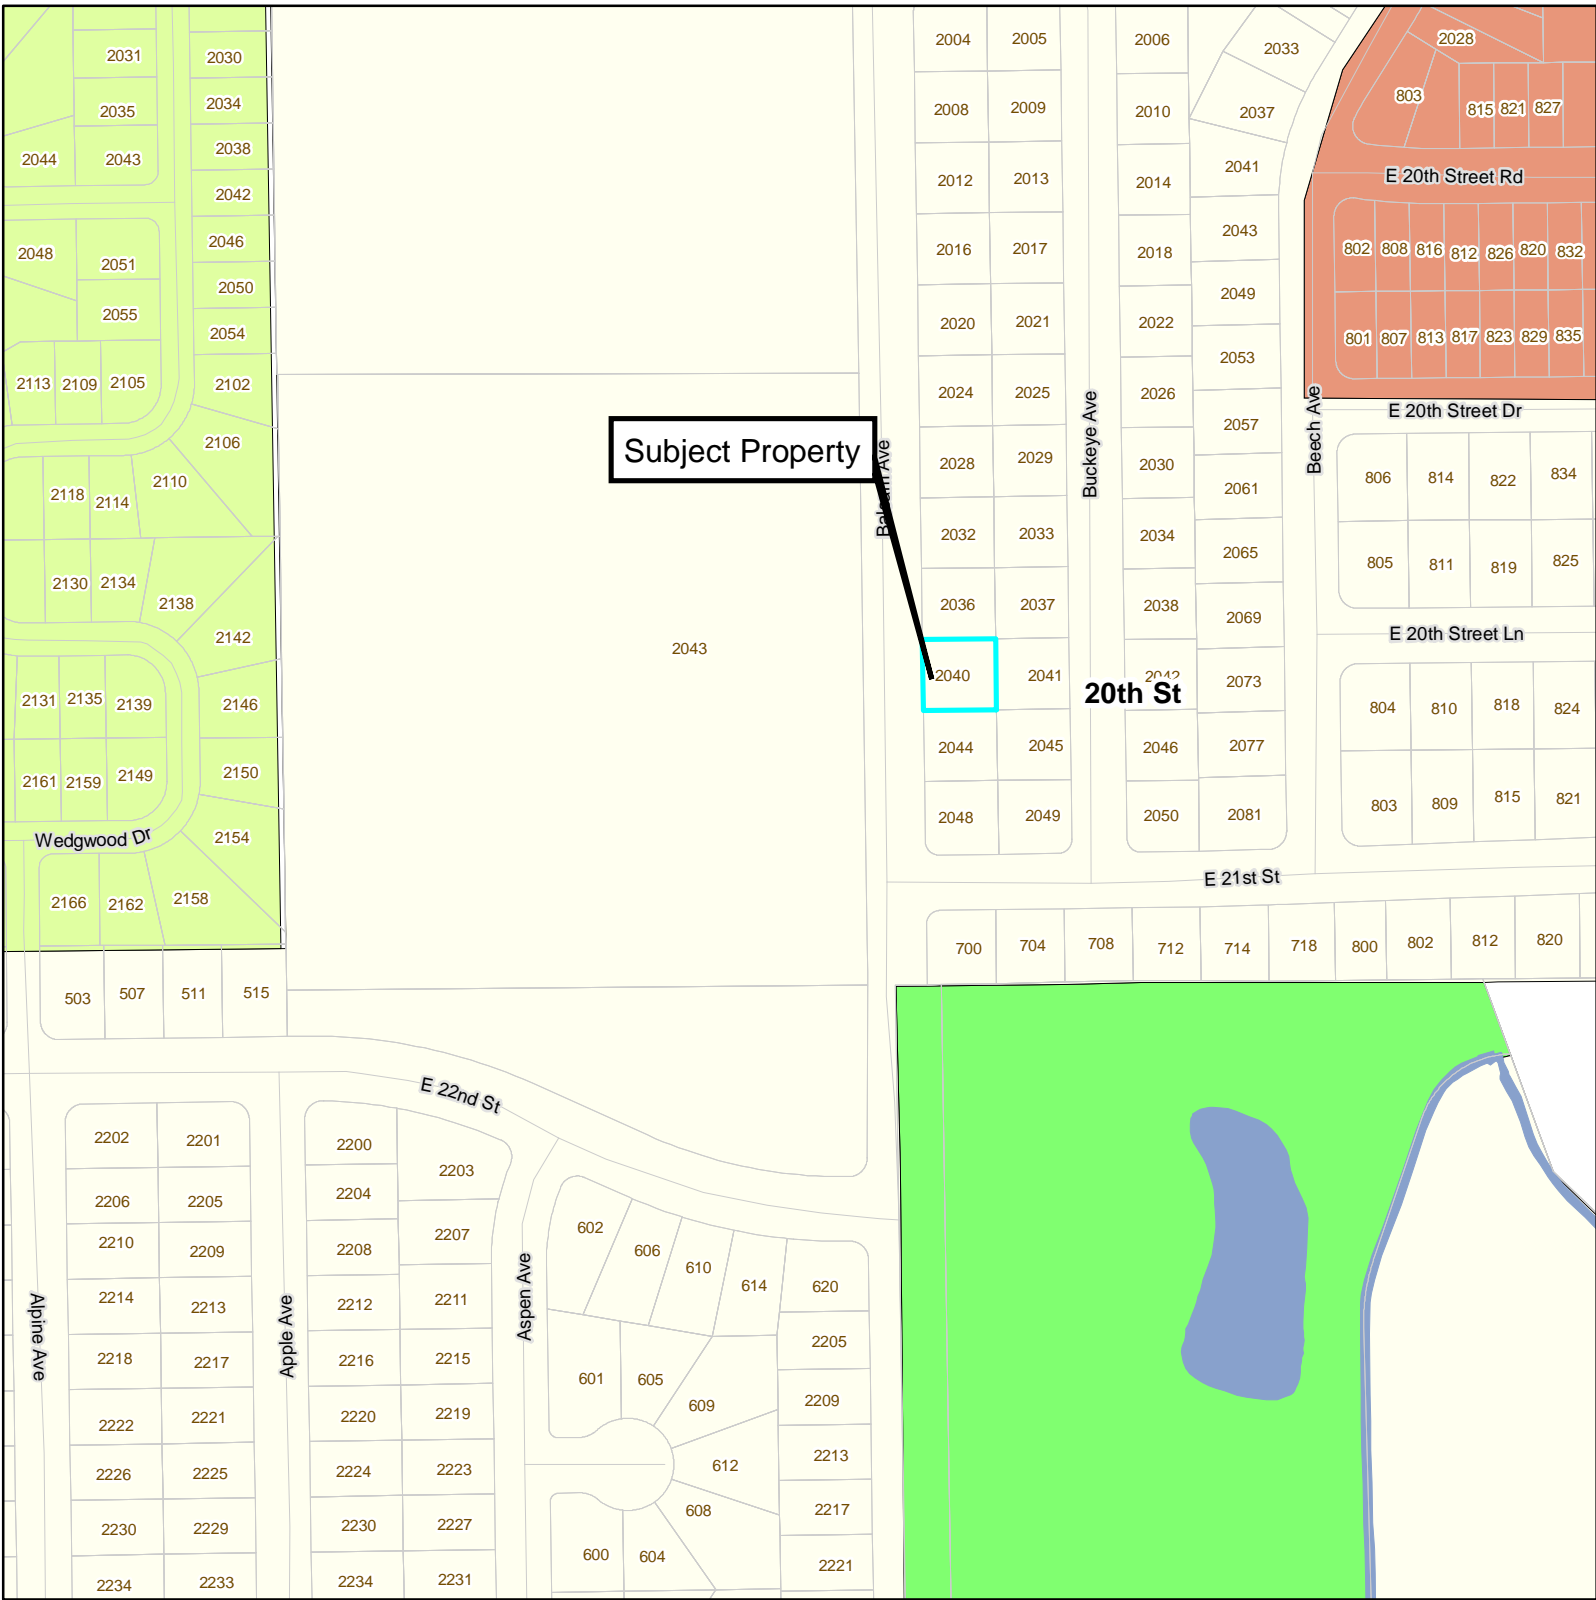 2004 2005 2006 2033 2028
2031 2030
2035 2034 2008 2009 2010 2037 803 815 821 827
2044 2043 2038 2012 2013 2014 2041
E 20th Street Rd
2042
2048 2051 2046 2016 2017 2018 2043 802 808 816 812 826 820 832
2050
2055 2054 2020 2021 2022 2049 801 807 813 817 823 829 835
2053
2113 2109 2105 2102 2024 2025 2026
E 20th Street Dr
2106 2057
Subject Property
Balsam Ave
Buckeye Ave
Beech Ave
2118 2114 2110 2028 2029 2030 2061 806 814 822 834
2032 2033 2034 2065 805 811 819 825
2130 2134 2138 2036 2037 2038 2069
E 20th Street Ln
2142
2043
2040 2041 2042 2073
20th St
2131 2135 2139 2146 804 810 818 824
2044 2045 2046 2077
2161 2159 2149 2150
2048 2049 2050 2081 803 809 815 821
Wedgwood Dr
2154
E 21st St
2166 2162 2158
700 704 708 712 714 718 800 802 812 820
503 507 511 515
E 22nd St
2202 2201 2200 2203
2206 2205 2204 2207 602 606 610 614 620
2210 2209 2208
2214 2213 2212 2211 2205
Alpine Ave
Apple Ave
Aspen Ave
2218 2217 2216 2215 601 605 609 2209
2222 2221 2220 2219
2226 2225 2224 2223 612 2213
2230 2229 2230 2227 608 2217
2234 2233 2234 2231 600 604 2221